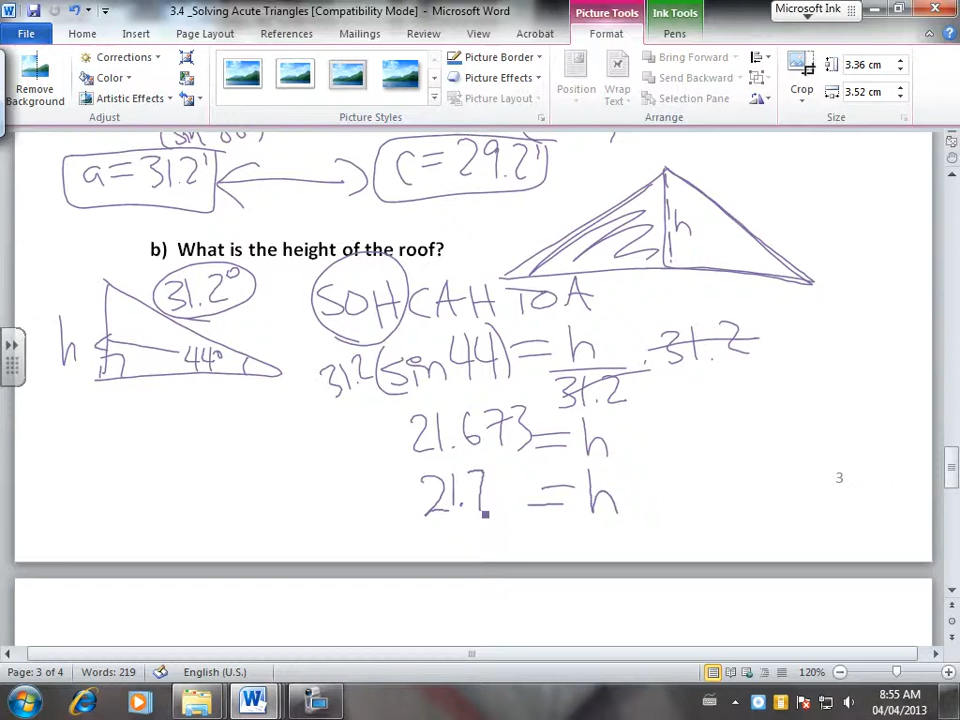 3.4 _Solving Acute Triangles [Compatibility Mode] - Microsoft Word
Picture Tools
Ink Tools
Microsoft Ink
File Home Insert Page Layout References Mailings Review View Acrobat Format Pens
Remove Background
Corrections
Color
Artistic Effects
Adjust
Picture Styles
Picture Border
Picture Effects
Picture Layout
Position
Wrap Text
Bring Forward
Send Backward
Selection Pane
Arrange
Crop
3.36 cm
3.52 cm
Size
a = 31.2'
c = 29.2'
h
b) What is the height of the roof?
31.2°
h
44°
SOH CAH TOA
31.2 (sin 44) = h / 31.2 · 31.2
21.673 = h
21.7 = h
3
Page: 3 of 4 Words: 219 English (U.S.) 120%
8:55 AM
04/04/2013